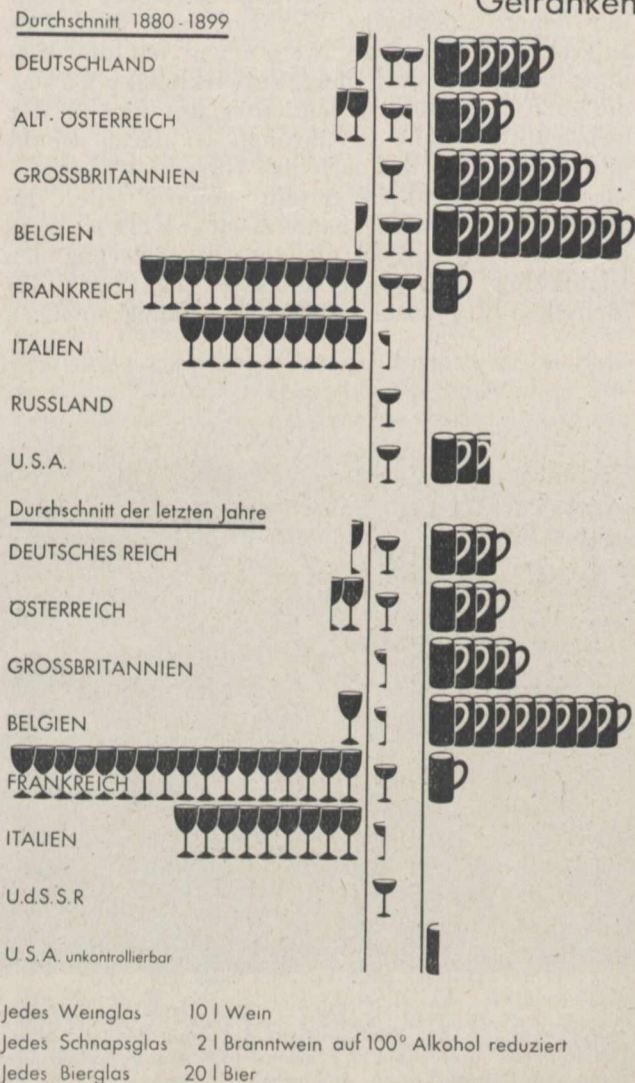 Getränken
Durchschnitt 1880-1899
DEUTSCHLAND
ALT-ÖSTERREICH
GROSSBRITANNIEN
BELGIEN
FRANKREICH
ITALIEN
RUSSLAND
U.S.A.
Durchschnitt der letzten Jahre
DEUTSCHES REICH
ÖSTERREICH
GROSSBRITANNIEN
BELGIEN
FRANKREICH
ITALIEN
U.d.S.S.R
U.S.A. unkontrollierbar
Jedes Weinglas 10 l Wein
Jedes Schnapsglas 2 l Branntwein auf 100° Alkohol reduziert
Jedes Bierglas 20 l Bier